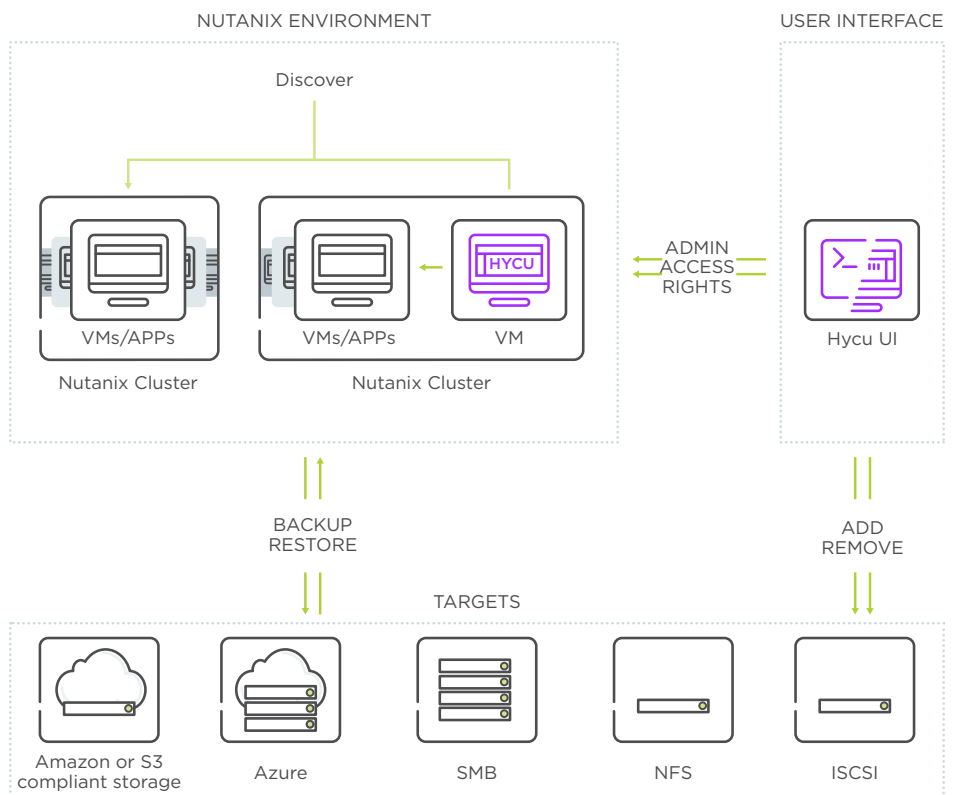 NUTANIX ENVIRONMENT
USER INTERFACE
Discover
HYCU
VMs/APPs
VMs/APPs
VM
Nutanix Cluster
Nutanix Cluster
ADMIN
ACCESS
RIGHTS
>_
Hycu UI
BACKUP
RESTORE
ADD
REMOVE
TARGETS
Amazon or S3
compliant storage
Azure
SMB
NFS
ISCSI